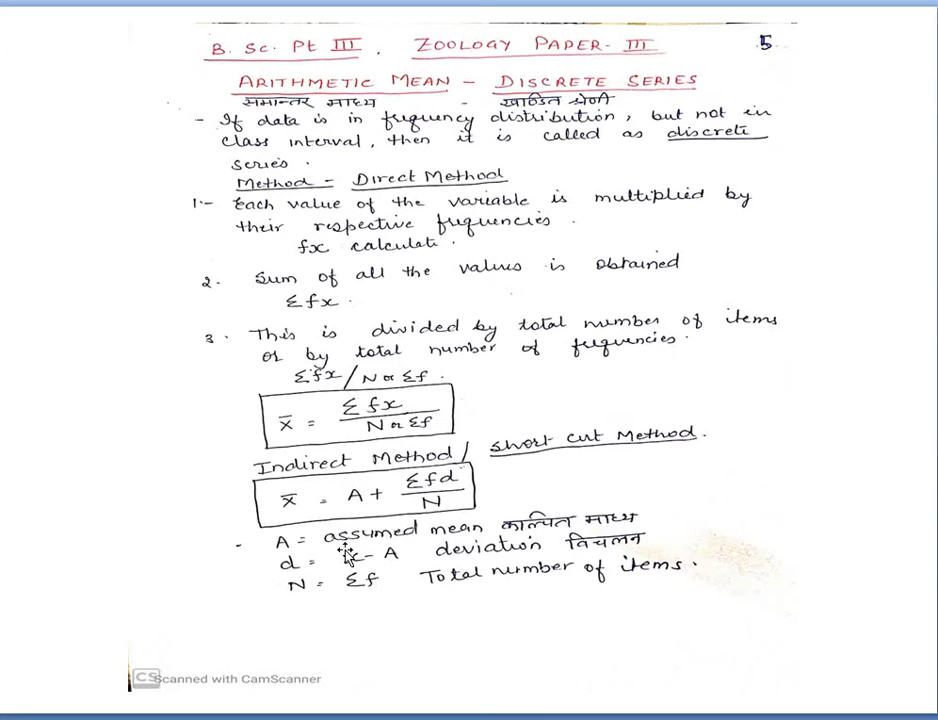 B. Sc. Pt III . ZOOLOGY PAPER- III 5
ARITHMETIC MEAN - DISCRETE SERIES
समान्तर माध्य - खण्डित श्रेणी
- If data is in frequency distribution, but not in
class interval, then it is called as discrete
series.
Method - Direct Method
1.- Each value of the variable is multiplied by
their respective frequencies.
fx calculate.
2. Sum of all the values is obtained
Σfx.
3. This is divided by total number of items
or by total number of frequencies.
Σfx / N or Σf.
x̄ = Σfx / N or Σf
Indirect Method / Short cut Method.
x̄ = A + Σfd / N
- A = assumed mean काल्पित माध्य
d = x - A deviation विचलन
N = Σf Total number of items.
CS Scanned with CamScanner